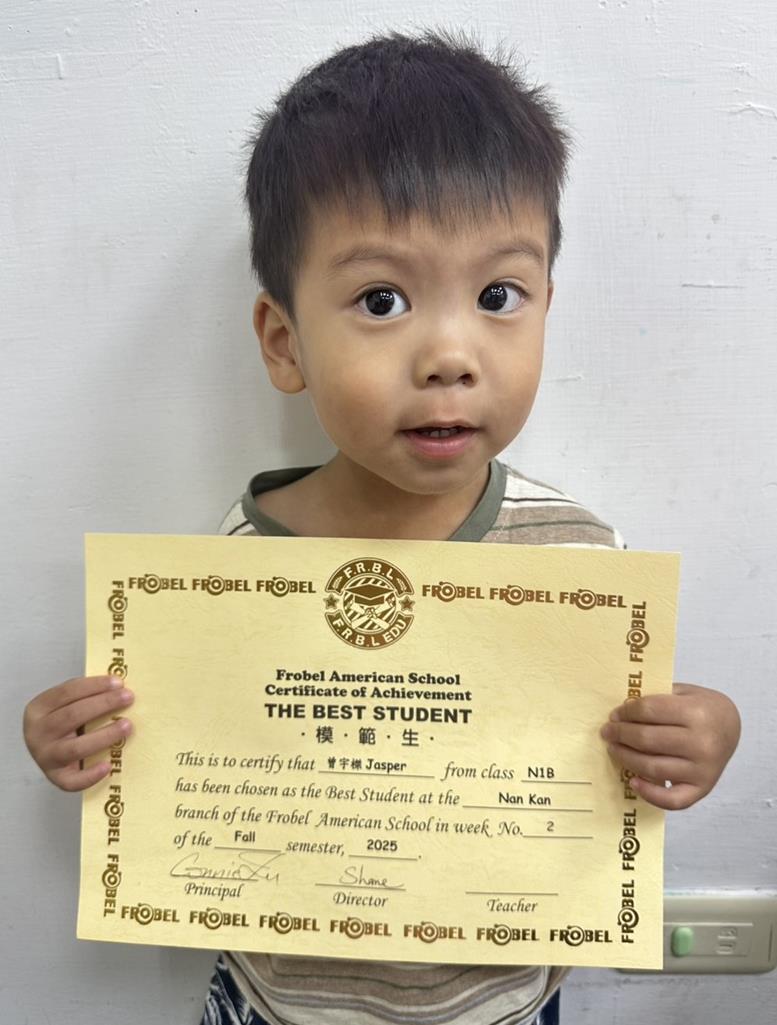 FROBEL FROBEL FROBEL FROBEL FROBEL FROBEL
F.R.B.L
F.R.B.L EDU
Frobel American School
Certificate of Achievement
THE BEST STUDENT
·模·範·生·
This is to certify that 曾宇樑 Jasper from class N1B
has been chosen as the Best Student at the Nan Kan
branch of the Frobel American School in week No. 2
of the Fall semester, 2025.
Connie Lu Shane
Principal Director Teacher
FROBEL FROBEL FROBEL FROBEL FROBEL FROBEL FROBEL